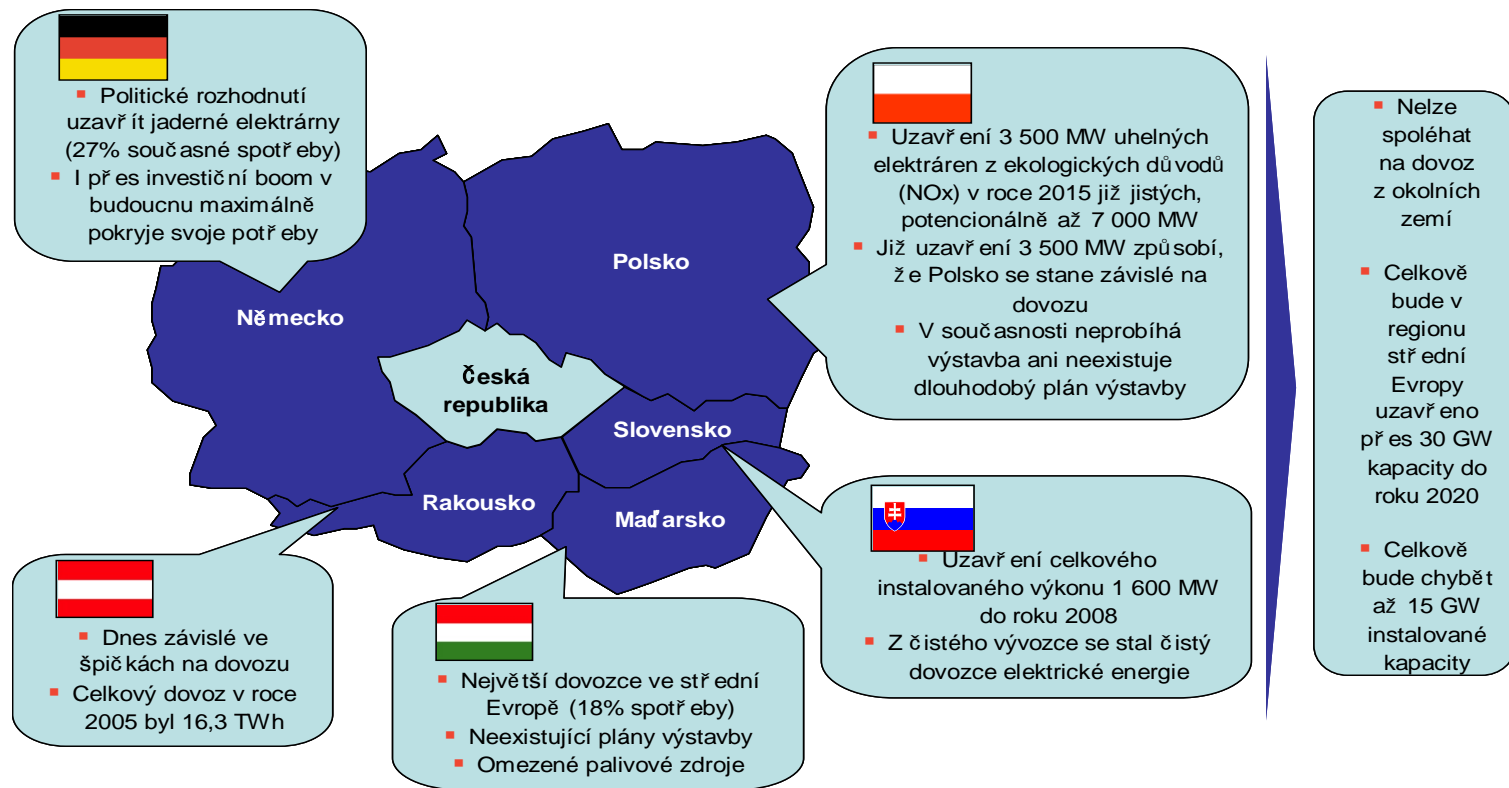 Politické rozhodnutí
uzavřít jaderné elektrárny
(27% současné spotřeby)
I přes investiční boom v
budoucnu maximálně
pokryje svoje potřeby
Uzavření 3 500 MW uhelných
elektráren z ekologických důvodů
(NOx) v roce 2015 již jistých,
potencionálně až 7 000 MW
Již uzavření 3 500 MW způsobí,
že Polsko se stane závislé na
dovozu
V současnosti neprobíhá
výstavba ani neexistuje
dlouhodobý plán výstavby
Polsko
Německo
Česká
republika
Slovensko
Rakousko
Maďarsko
Dnes závislé ve
špičkách na dovozu
Celkový dovoz v roce
2005 byl 16,3 TWh
Největší dovozce ve střední
Evropě (18% spotřeby)
Neexistující plány výstavby
Omezené palivové zdroje
Uzavření celkového
instalovaného výkonu 1 600 MW
do roku 2008
Z čistého vývozce se stal čistý
dovozce elektrické energie
Nelze
spoléhat
na dovoz
z okolních
zemí
Celkově
bude v
regionu
střední
Evropy
uzavřeno
přes 30 GW
kapacity do
roku 2020
Celkově
bude chybět
až 15 GW
instalované
kapacity